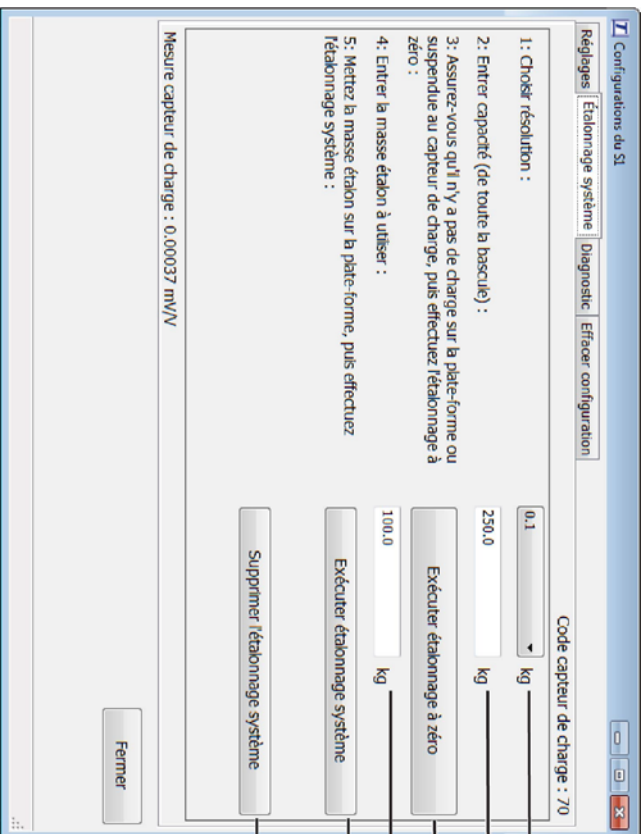 Configurations du S1
Réglages Étalonnage système Diagnostic Effacer configuration
Code capteur de charge : 70
1: Choisir résolution :
0.1 kg
2: Entrer capacité (de toute la bascule) :
250.0 kg
3: Assurez-vous qu'il n'y a pas de charge sur la plate-forme ou
suspendue au capteur de charge, puis effectuez l'étalonnage à
zéro :
Exécuter étalonnage à zéro
4: Entrer la masse étalon à utiliser :
100.0 kg
5: Mettez la masse étalon sur la plate-forme, puis effectuez
l'étalonnage système :
Exécuter étalonnage système
Supprimer l'étalonnage système
Mesure capteur de charge : 0.00037 mV/V
Fermer